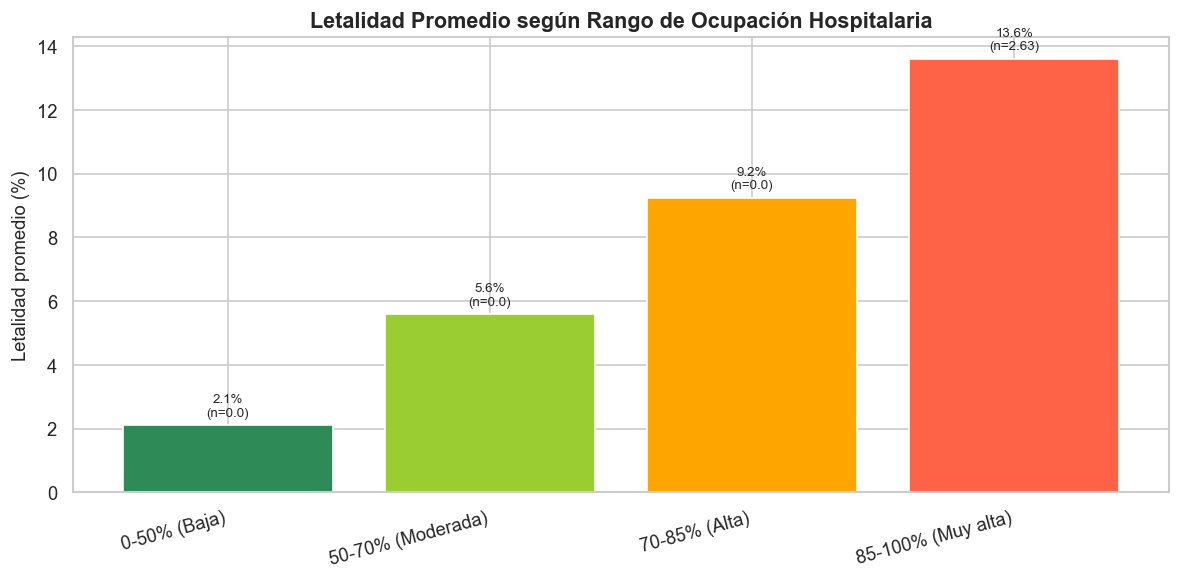 Letalidad Promedio según Rango de Ocupación Hospitalaria
Letalidad promedio (%)
14
12
10
8
6
4
2
0
2.1%
(n=0.0)
5.6%
(n=0.0)
9.2%
(n=0.0)
13.6%
(n=2.63)
0-50% (Baja)
50-70% (Moderada)
70-85% (Alta)
85-100% (Muy alta)